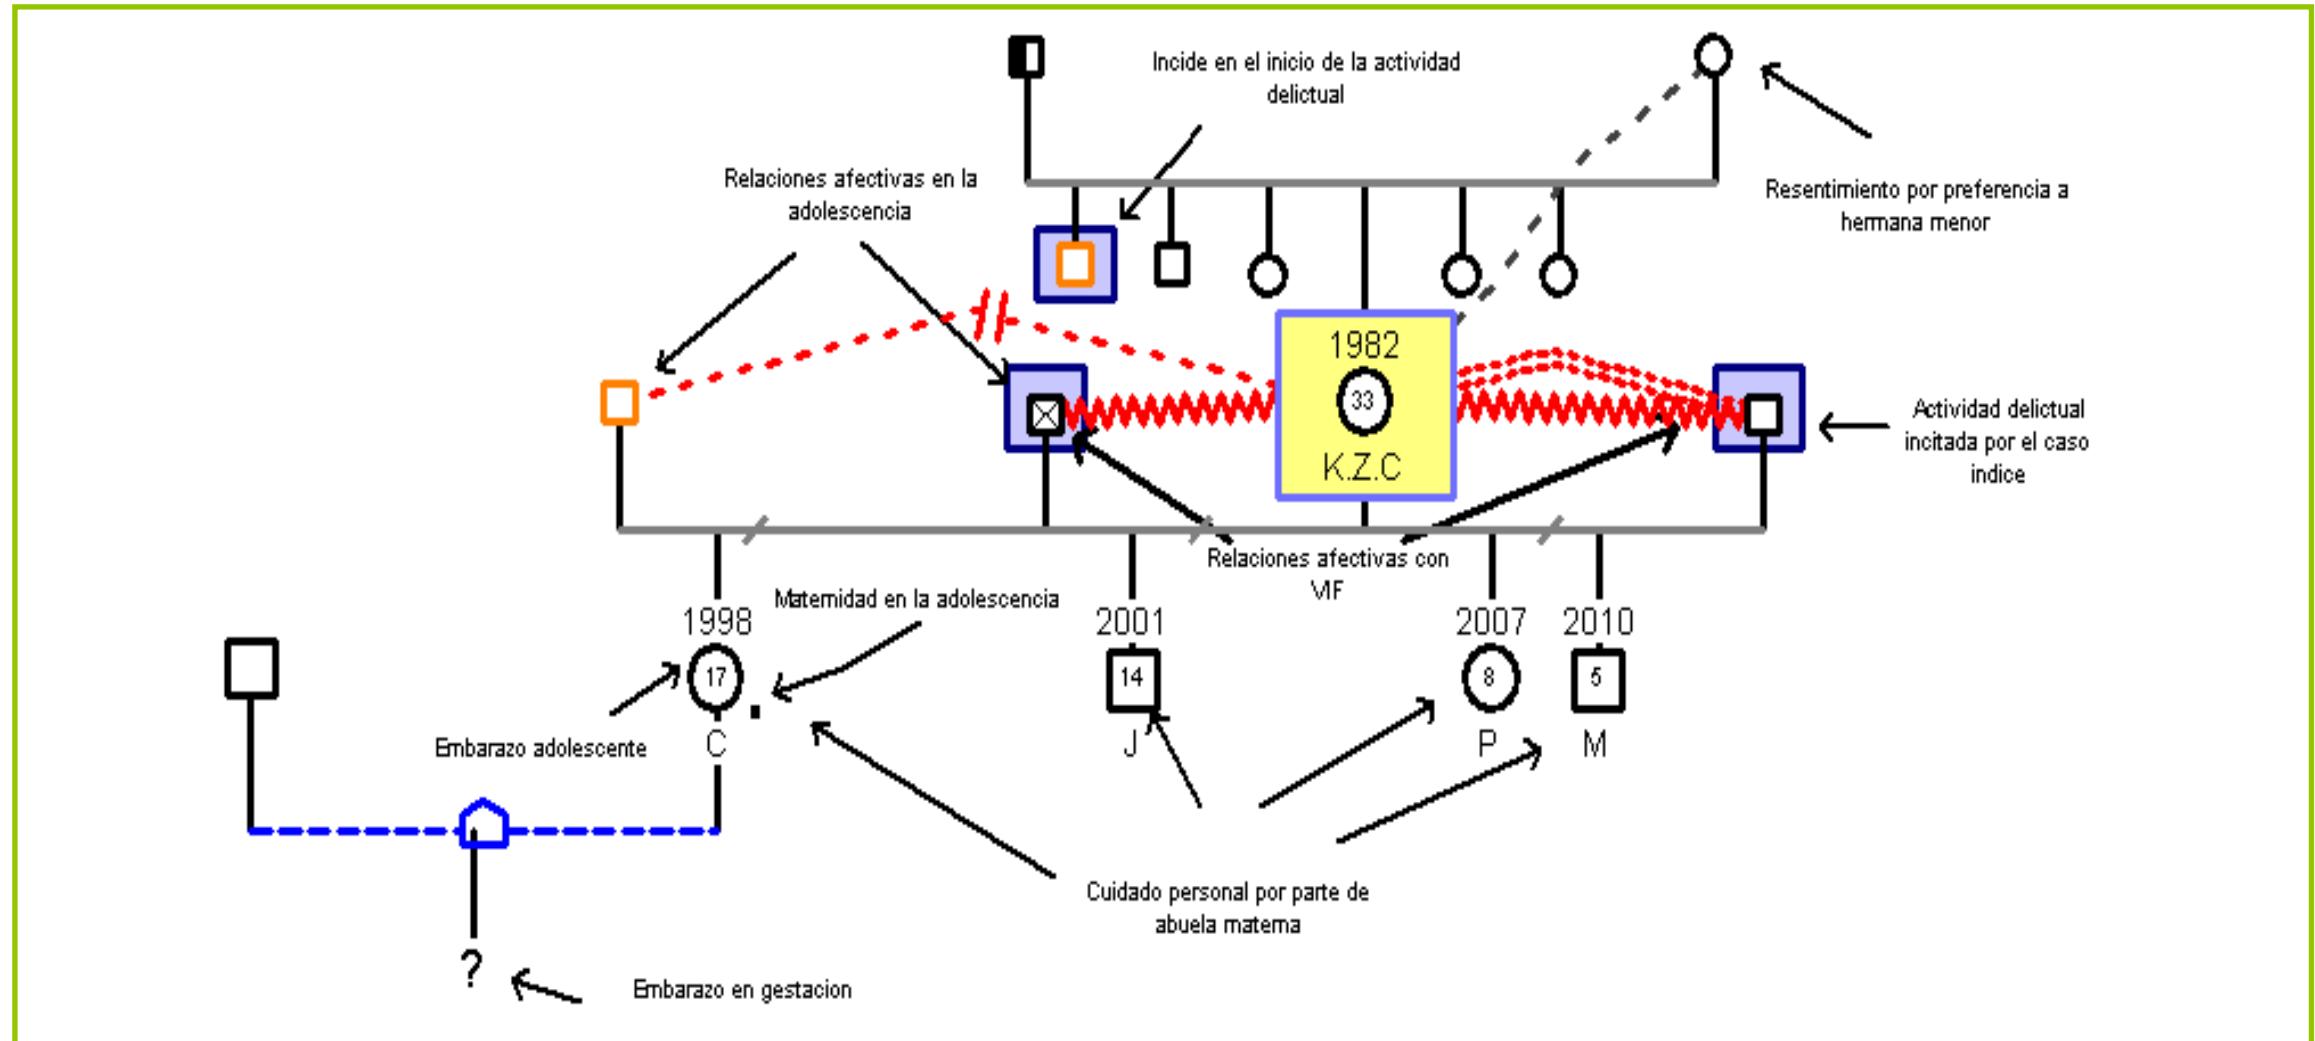 Incide en el inicio de la actividad
delictual
Relaciones afectivas en la
adolescencia
Resentimiento por preferencia a
hermana menor
1982
33
K.Z.C
Actividad delictual
incitada por el caso
indice
Relaciones afectivas con
VIF
Maternidad en la adolescencia
1998
2001
2007
2010
17
14
8
5
C
J
P
M
Embarazo adolescente
Cuidado personal por parte de
abuela materna
?
Embarazo en gestacion